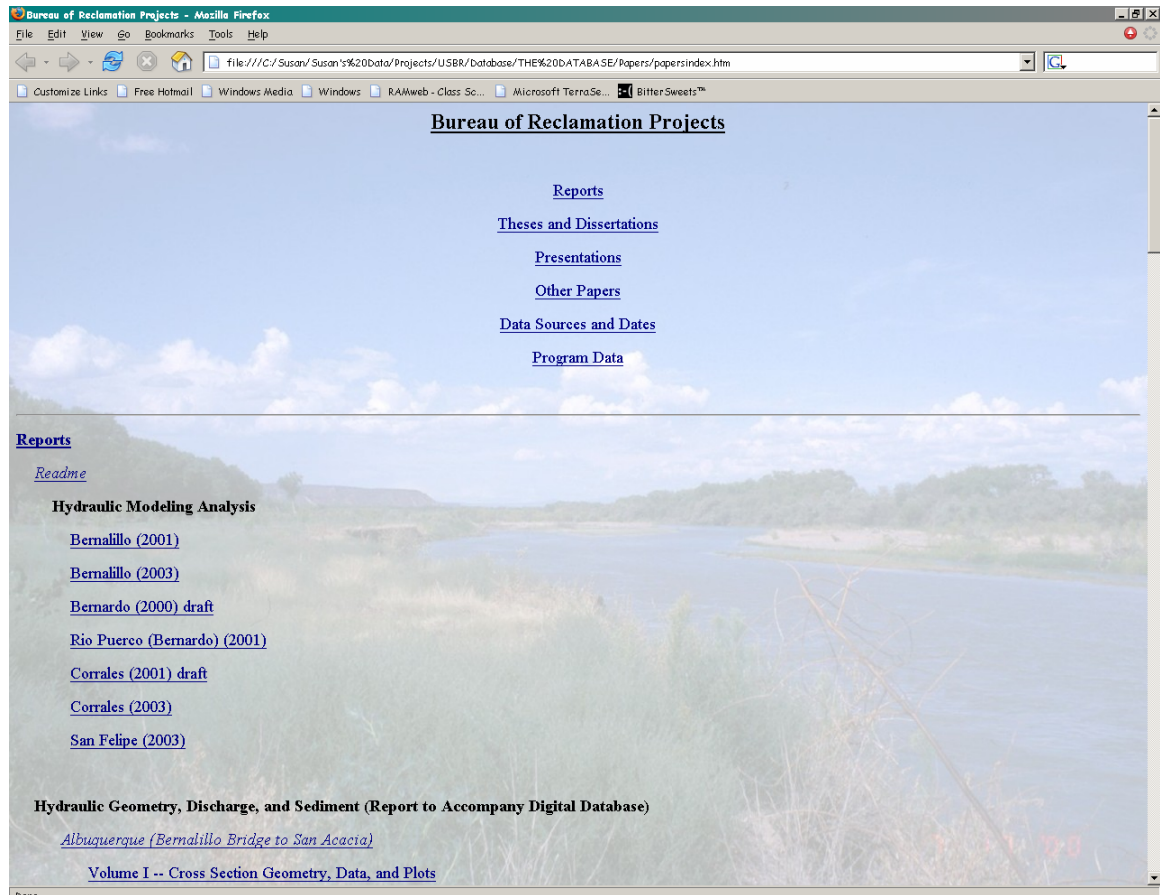 Bureau of Reclamation Projects - Mozilla Firefox
File Edit View Go Bookmarks Tools Help
file:///C:/Susan/Susan's%20Data/Projects/USBR/Database/THE%20DATABASE/Papers/papersindex.htm
G
Customize Links Free Hotmail Windows Media Windows RAMweb - Class Sc... Microsoft TerraSe... BitterSweets™
Bureau of Reclamation Projects
Reports
Theses and Dissertations
Presentations
Other Papers
Data Sources and Dates
Program Data
Reports
Readme
Hydraulic Modeling Analysis
Bernalillo (2001)
Bernalillo (2003)
Bernardo (2000) draft
Rio Puerco (Bernardo) (2001)
Corrales (2001) draft
Corrales (2003)
San Felipe (2003)
Hydraulic Geometry, Discharge, and Sediment (Report to Accompany Digital Database)
Albuquerque (Bernalillo Bridge to San Acacia)
Volume I -- Cross Section Geometry, Data, and Plots